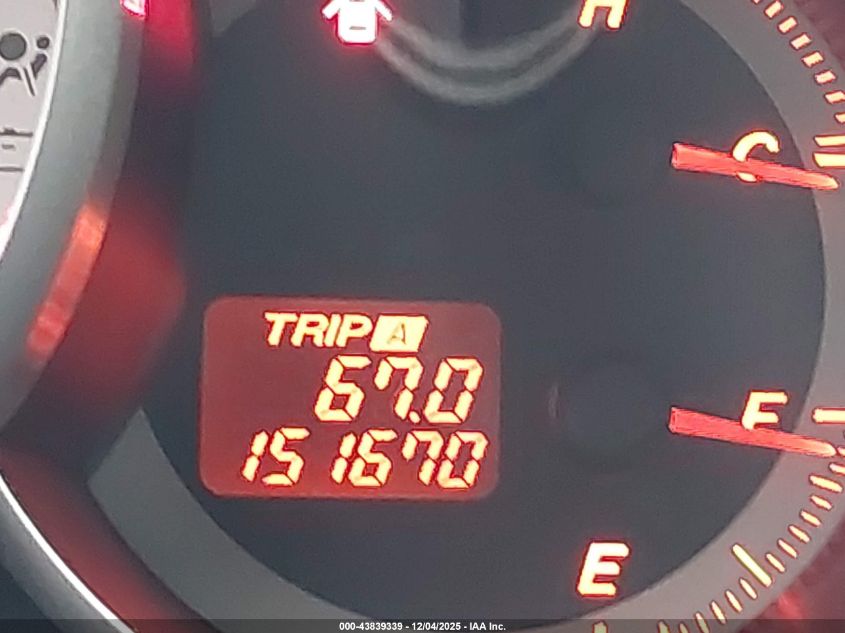 H
C
TRIP A
67.0
151670
F
E
000-43839339 - 12/04/2025 - IAA Inc.